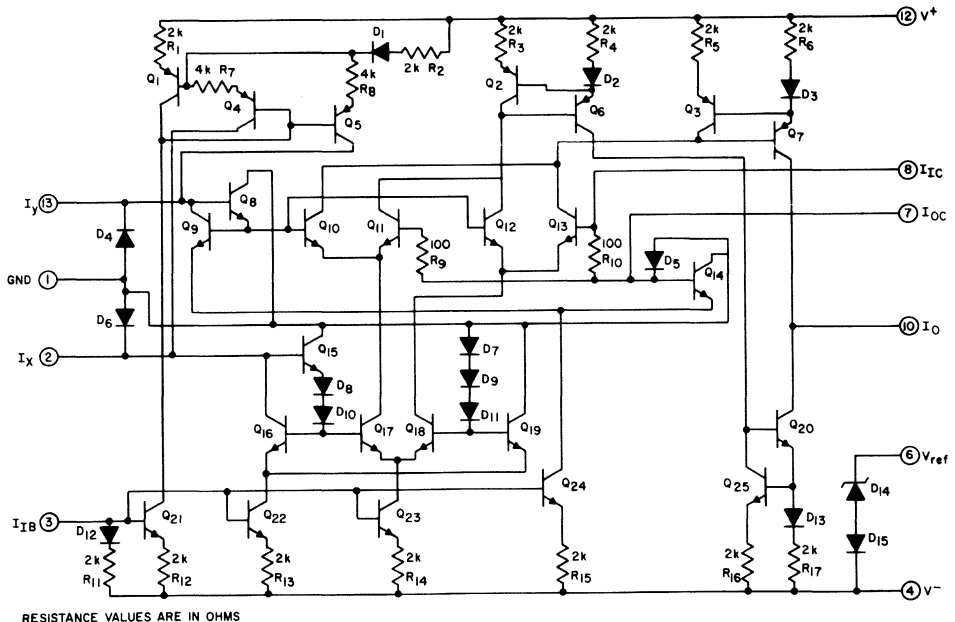 2k R1
D1
2k R2
2k R3
2k R4
2k R5
2k R6
12 V+
Q1
4k R7
4k R8
Q4
Q5
Q2
D2
Q6
Q3
D3
Q7
8 IIC
Iy 13
Q8
Q9
Q10
Q11
Q12
Q13
7 IOC
D4
100 R9
100 R10
D5
Q14
GND 1
D6
10 IO
IX 2
Q15
D7
D8
D9
D10
D11
Q16
Q17
Q18
Q19
Q20
6 Vref
Q24
Q25
D14
IIB 3
D12
Q21
Q22
Q23
D13
D15
2k R11
2k R12
2k R13
2k R14
2k R15
2k R16
2k R17
4 V-
RESISTANCE VALUES ARE IN OHMS